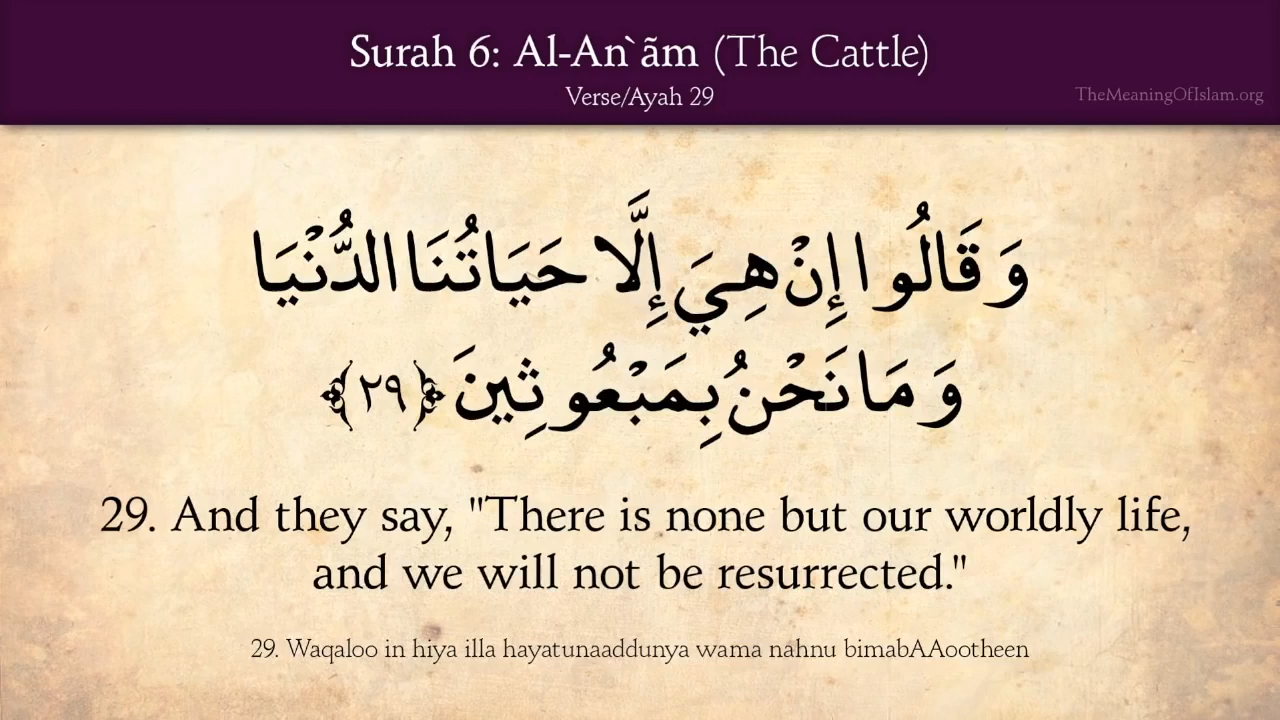 Surah 6: Al-An`ãm (The Cattle)
Verse/Ayah 29
TheMeaningOfIslam.org
وَقَالُوا إِنْ هِيَ إِلَّا حَيَاتُنَا الدُّنْيَا
وَمَا نَحْنُ بِمَبْعُوثِينَ ﴿٢٩﴾
29. And they say, "There is none but our worldly life,
and we will not be resurrected."
29. Waqaloo in hiya illa hayatunaaddunya wama nahnu bimabAAootheen